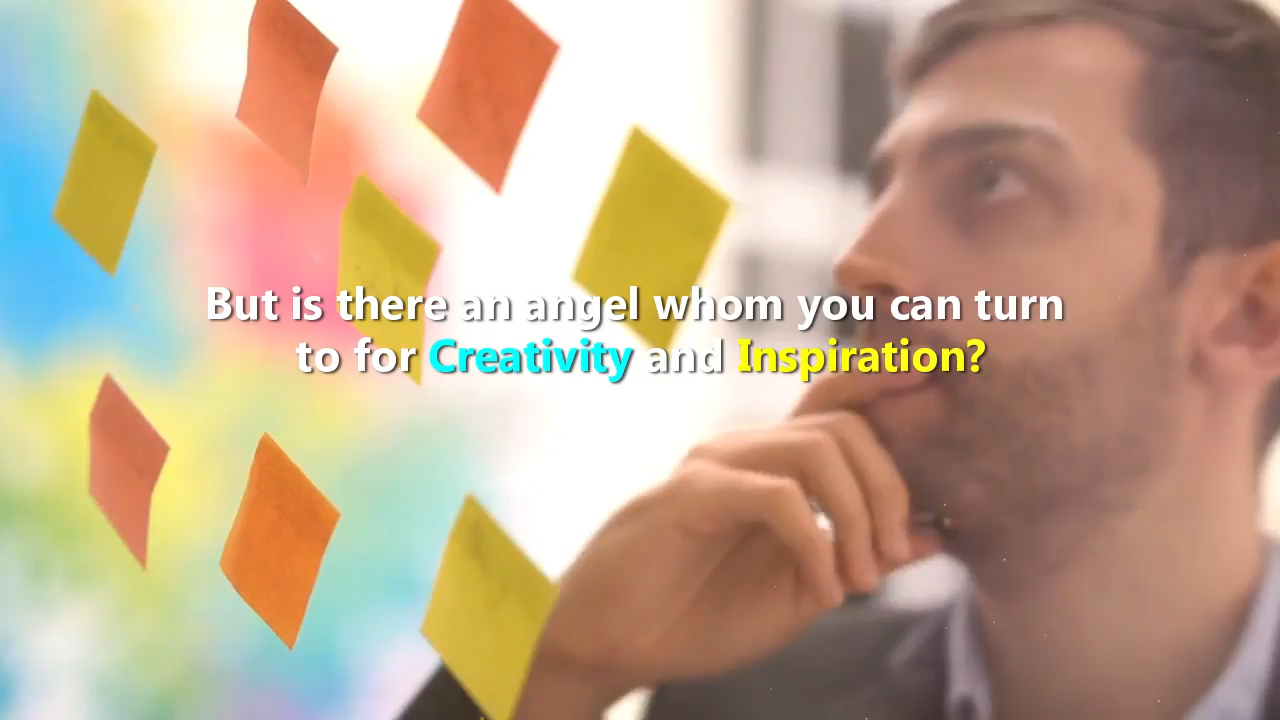 But is there an angel whom you can turn
to for Creativity and Inspiration?